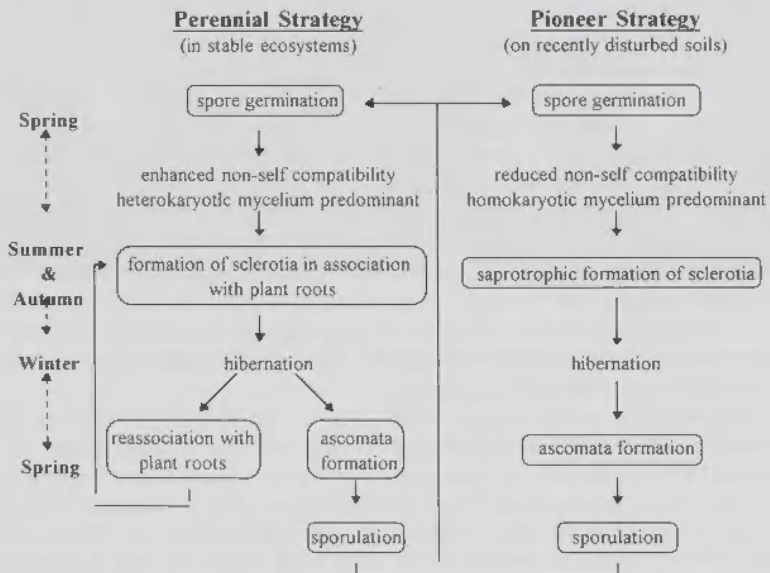 Perennial Strategy
(in stable ecosystems)
Pioneer Strategy
(on recently disturbed soils)
Spring
spore germination
spore germination
enhanced non-self compatibility
heterokaryotic mycelium predominant
reduced non-self compatibility
homokaryotic mycelium predominant
Summer
&
Autumn
formation of sclerotia in association
with plant roots
saprotrophic formation of sclerotia
Winter
hibernation
hibernation
reassociation with
plant roots
ascomata
formation
ascomata formation
Spring
sporulation
sporulation